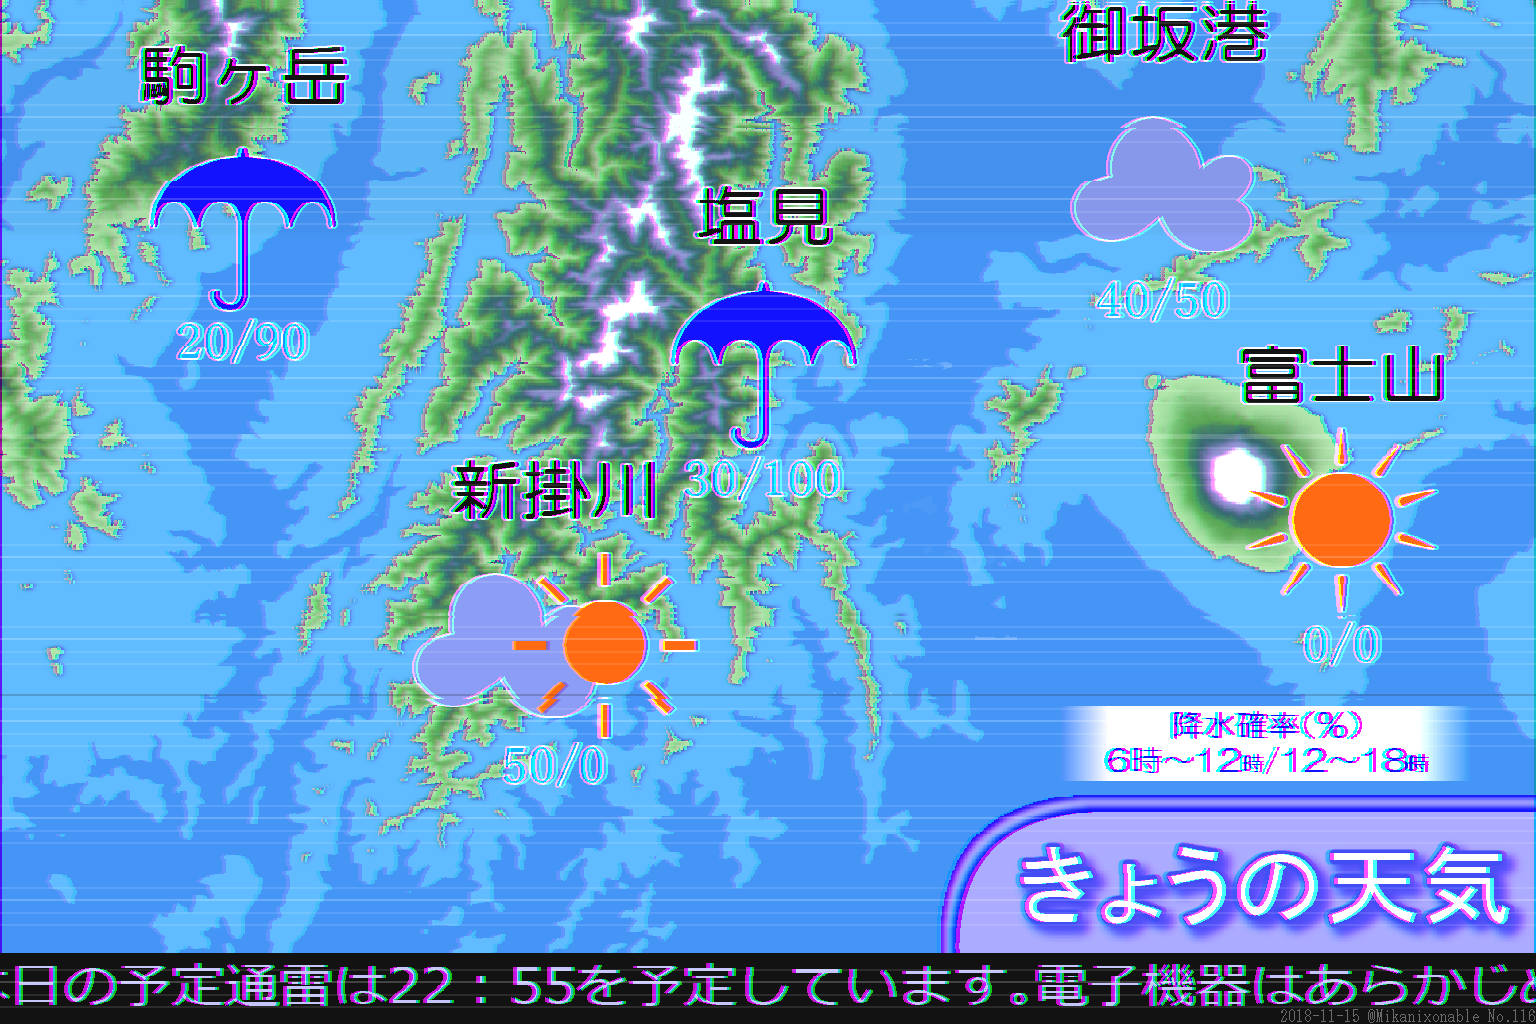 御坂港
駒ヶ岳
塩見
20/90
40/50
富士山
新掛川
30/100
0/0
50/0
降水確率(%)
6時～12時/12～18時
きょうの天気
日の予定通雷は22：55を予定しています。電子機器はあらかじ
2018-11-15 @Mikanixonable No.116